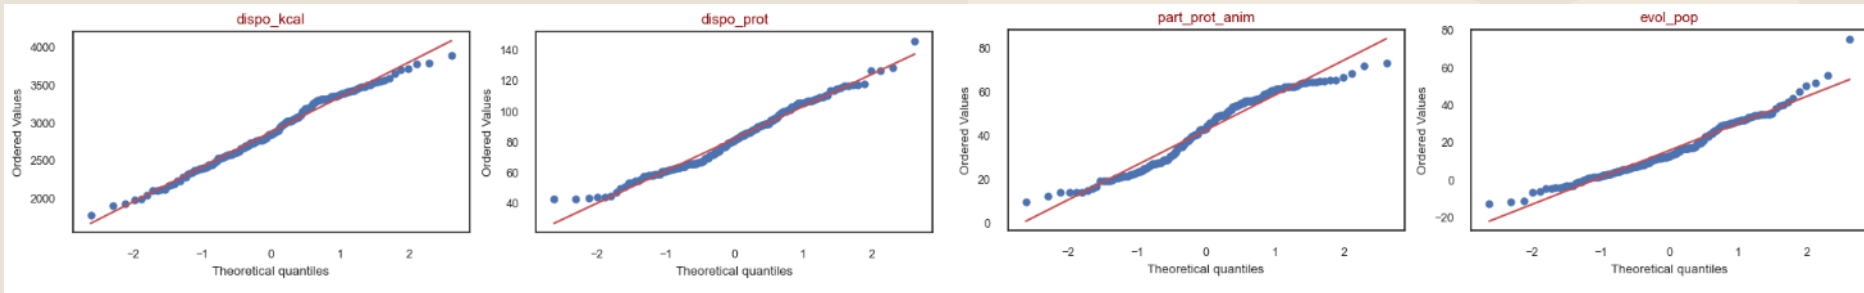 dispo_kcal
4000
3500
3000
2500
2000
Ordered Values
−2 −1 0 1 2
Theoretical quantiles
dispo_prot
140
120
100
80
60
40
Ordered Values
−2 −1 0 1 2
Theoretical quantiles
part_prot_anim
80
60
40
20
0
Ordered Values
−2 −1 0 1 2
Theoretical quantiles
evol_pop
80
60
40
20
0
−20
Ordered Values
−2 −1 0 1 2
Theoretical quantiles